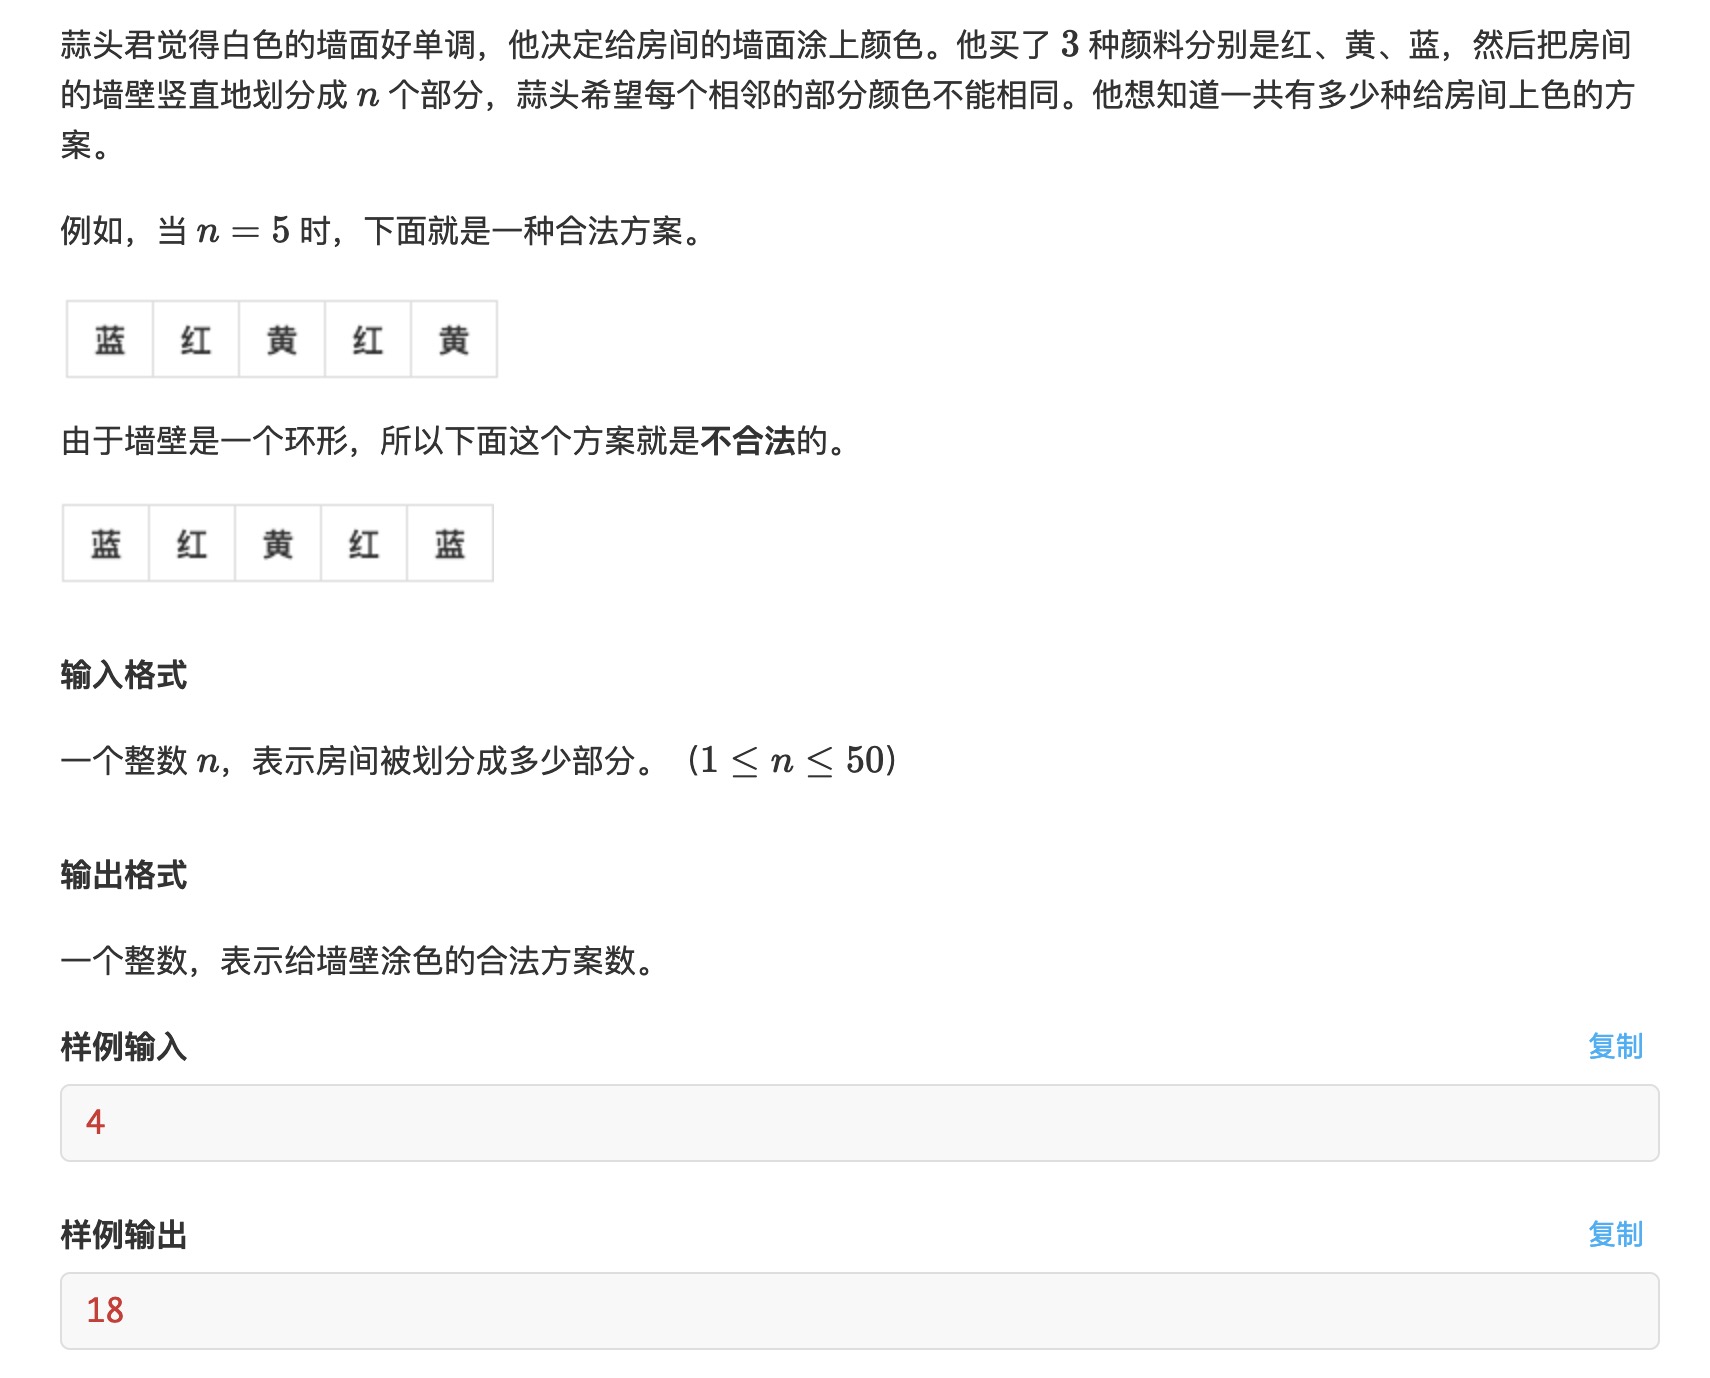 蒜头君觉得白色的墙面好单调，他决定给房间的墙面涂上颜色。他买了 3 种颜料分别是红、黄、蓝，然后把房间
的墙壁竖直地划分成 n 个部分，蒜头希望每个相邻的部分颜色不能相同。他想知道一共有多少种给房间上色的方
案。
例如，当 n = 5 时，下面就是一种合法方案。
蓝 红 黄 红 黄
由于墙壁是一个环形，所以下面这个方案就是不合法的。
蓝 红 黄 红 蓝
输入格式
一个整数 n，表示房间被划分成多少部分。（1 ≤ n ≤ 50）
输出格式
一个整数，表示给墙壁涂色的合法方案数。
样例输入 复制
4
样例输出 复制
18